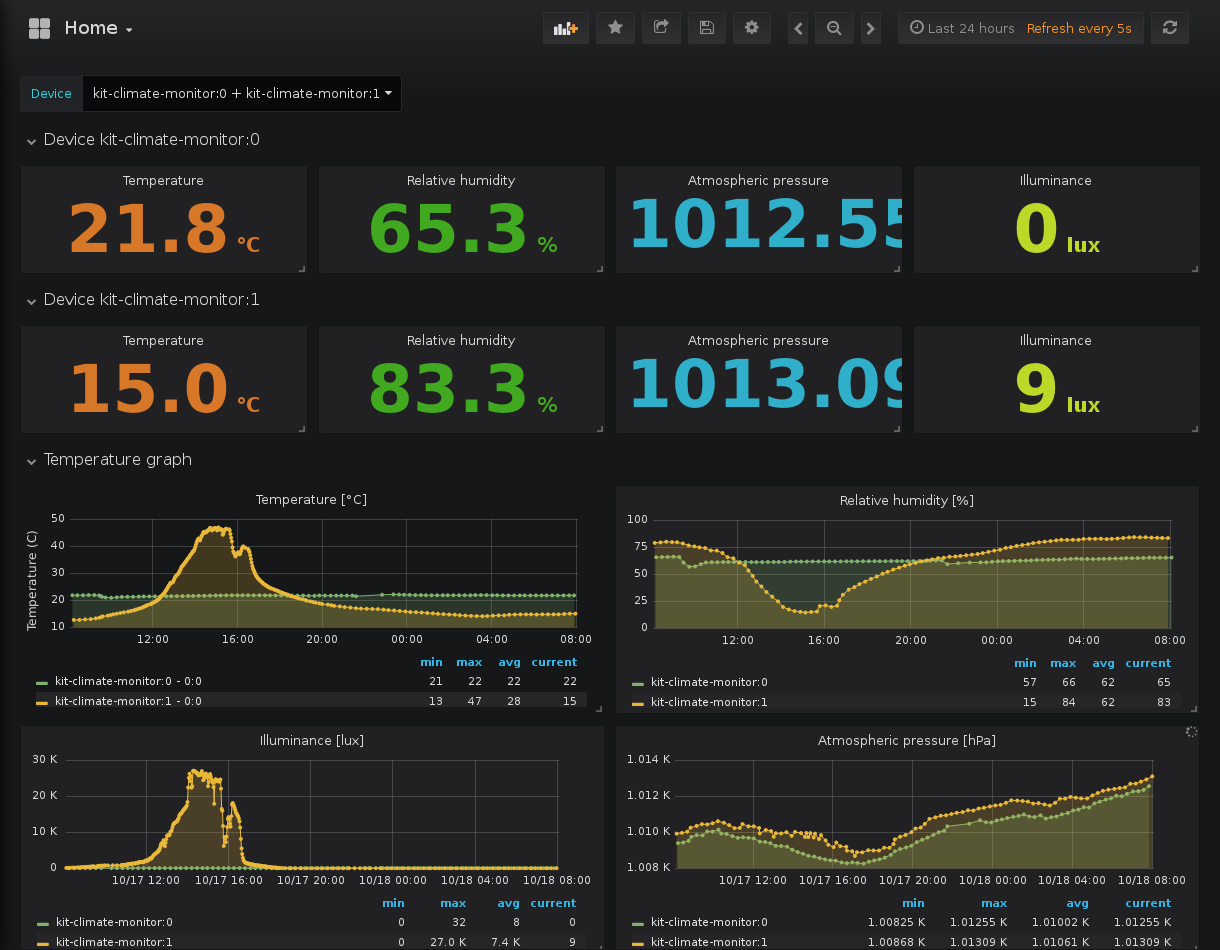 Home
Last 24 hours Refresh every 5s
Device kit-climate-monitor:0 + kit-climate-monitor:1
Device kit-climate-monitor:0
Temperature Relative humidity Atmospheric pressure Illuminance
21.8 °C 65.3 % 1012.55 0 lux
Device kit-climate-monitor:1
Temperature Relative humidity Atmospheric pressure Illuminance
15.0 °C 83.3 % 1013.09 9 lux
Temperature graph
Temperature [°C]
Temperature (C)
50
40
30
20
10
12:00 16:00 20:00 00:00 04:00 08:00
min max avg current
kit-climate-monitor:0 - 0:0 21 22 22 22
kit-climate-monitor:1 - 0:0 13 47 28 15
Relative humidity [%]
100
75
50
25
0
12:00 16:00 20:00 00:00 04:00 08:00
min max avg current
kit-climate-monitor:0 57 66 62 65
kit-climate-monitor:1 15 84 62 83
Illuminance [lux]
30 K
20 K
10 K
0
10/17 12:00 10/17 16:00 10/17 20:00 10/18 00:00 10/18 04:00 10/18 08:00
min max avg current
kit-climate-monitor:0 0 32 8 0
kit-climate-monitor:1 0 27.0 K 7.4 K 9
Atmospheric pressure [hPa]
1.014 K
1.012 K
1.010 K
1.008 K
10/17 12:00 10/17 16:00 10/17 20:00 10/18 00:00 10/18 04:00 10/18 08:00
min max avg current
kit-climate-monitor:0 1.00825 K 1.01255 K 1.01002 K 1.01255 K
kit-climate-monitor:1 1.00868 K 1.01309 K 1.01061 K 1.01309 K